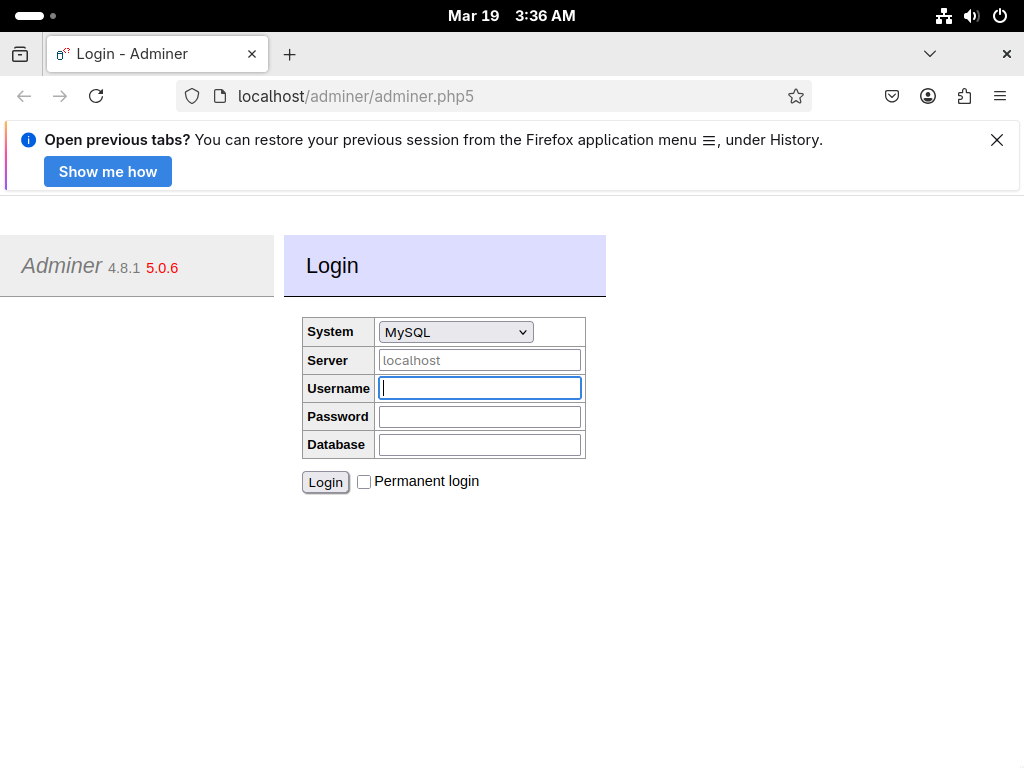 Mar 19 3:36 AM
Login - Adminer
localhost/adminer/adminer.php5
Open previous tabs? You can restore your previous session from the Firefox application menu ☰, under History.
Show me how
Adminer 4.8.1 5.0.6
Login
System MySQL
Server localhost
Username
Password
Database
Login Permanent login